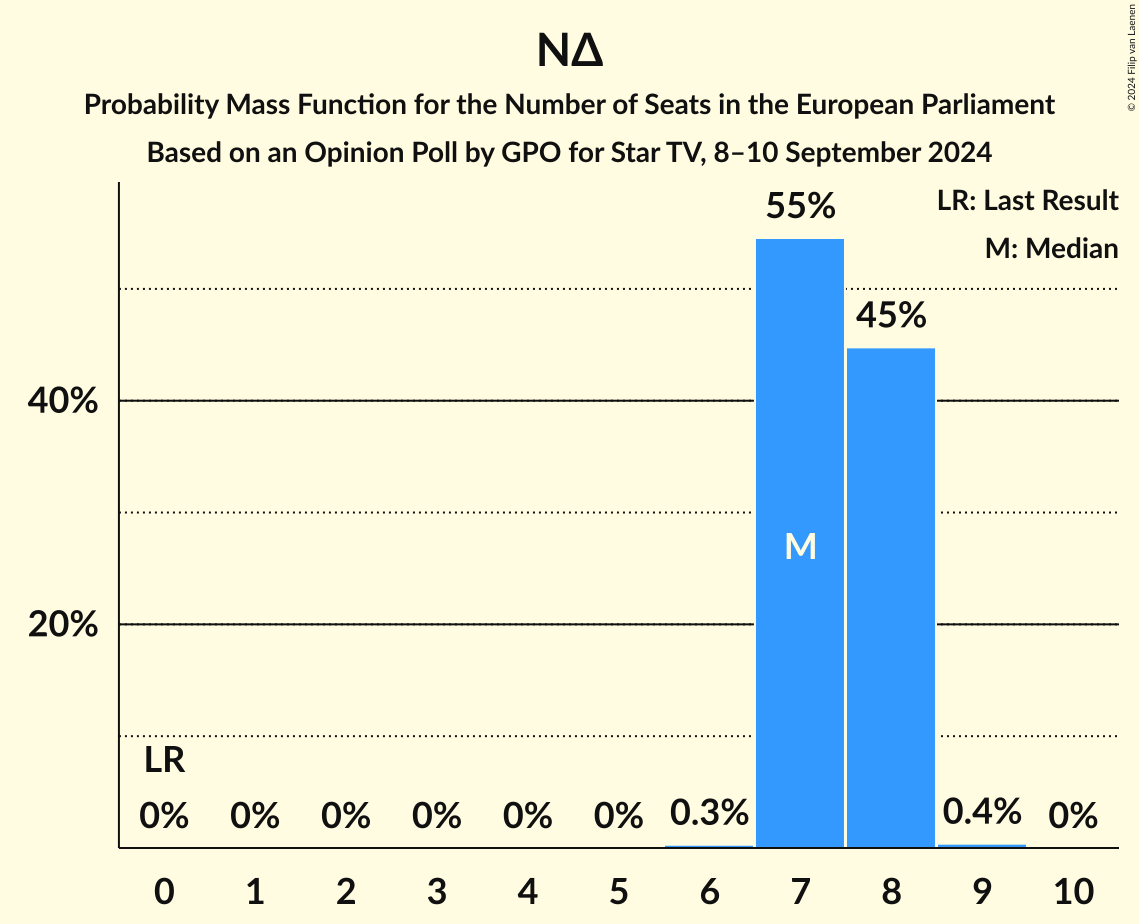 ΝΔ
Probability Mass Function for the Number of Seats in the European Parliament
Based on an Opinion Poll by GPO for Star TV, 8–10 September 2024
© 2024 Filip van Laenen
LR: Last Result
M: Median
55%
45%
40%
M
20%
LR
0% 0% 0% 0% 0% 0% 0.3% 0.4% 0%
0 1 2 3 4 5 6 7 8 9 10